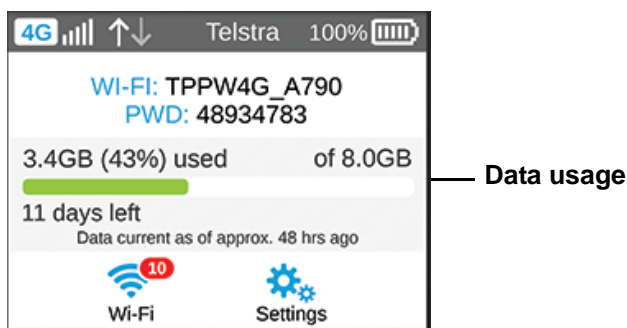 4G Telstra 100%
WI-FI: TPPW4G_A790
PWD: 48934783
3.4GB (43%) used of 8.0GB
Data usage
11 days left
Data current as of approx. 48 hrs ago
10
Wi-Fi Settings